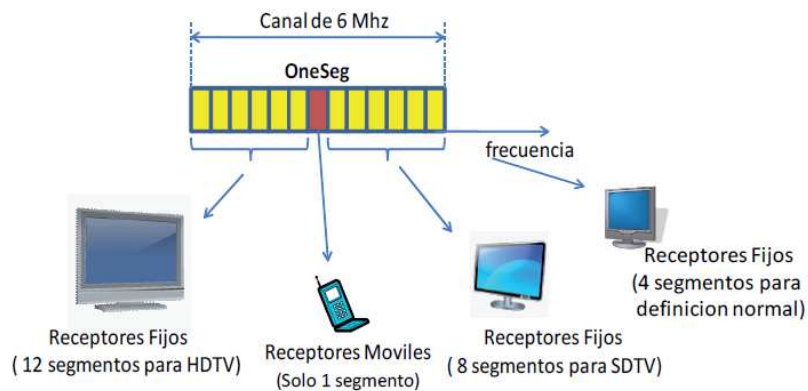 Canal de 6 Mhz
OneSeg
frecuencia
Receptores Fijos
( 12 segmentos para HDTV)
Receptores Moviles
(Solo 1 segmento)
Receptores Fijos
( 8 segmentos para SDTV)
Receptores Fijos
(4 segmentos para
definicion normal)